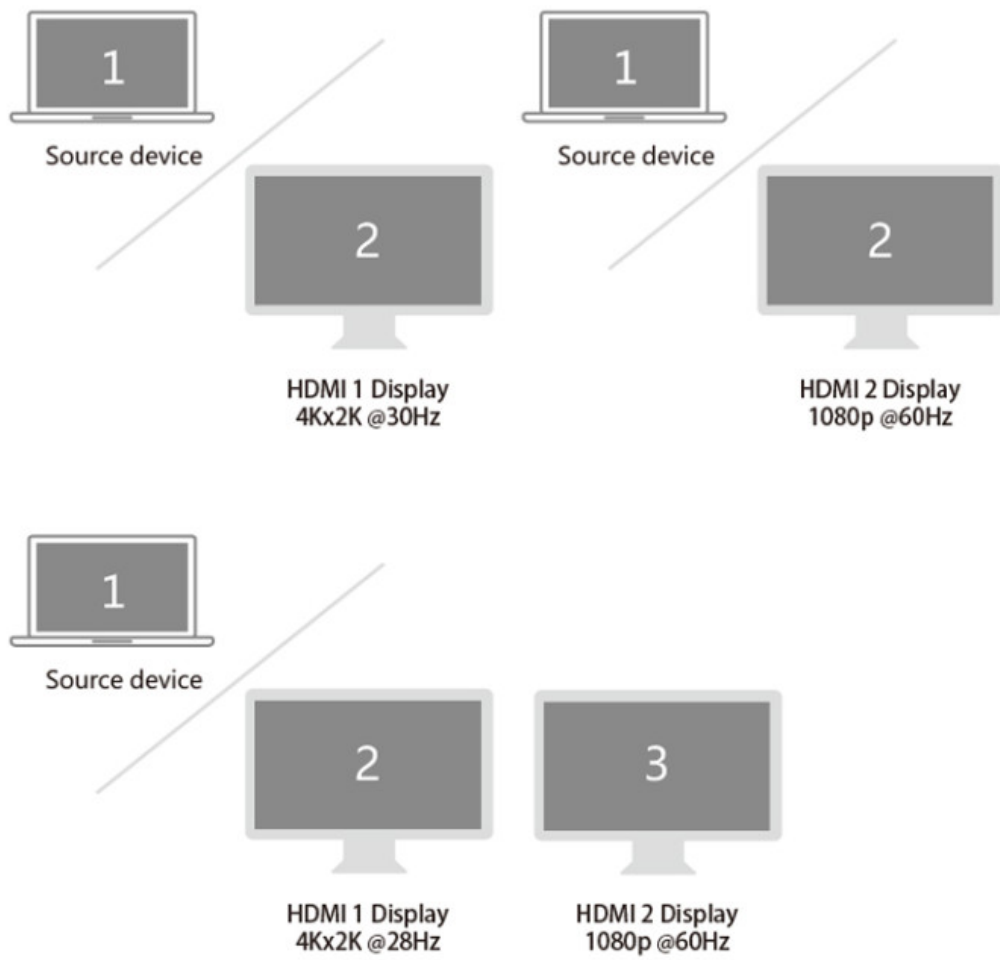 1
Source device
2
HDMI 1 Display
4Kx2K @30Hz
1
Source device
2
HDMI 2 Display
1080p @60Hz
1
Source device
2
HDMI 1 Display
4Kx2K @28Hz
3
HDMI 2 Display
1080p @60Hz